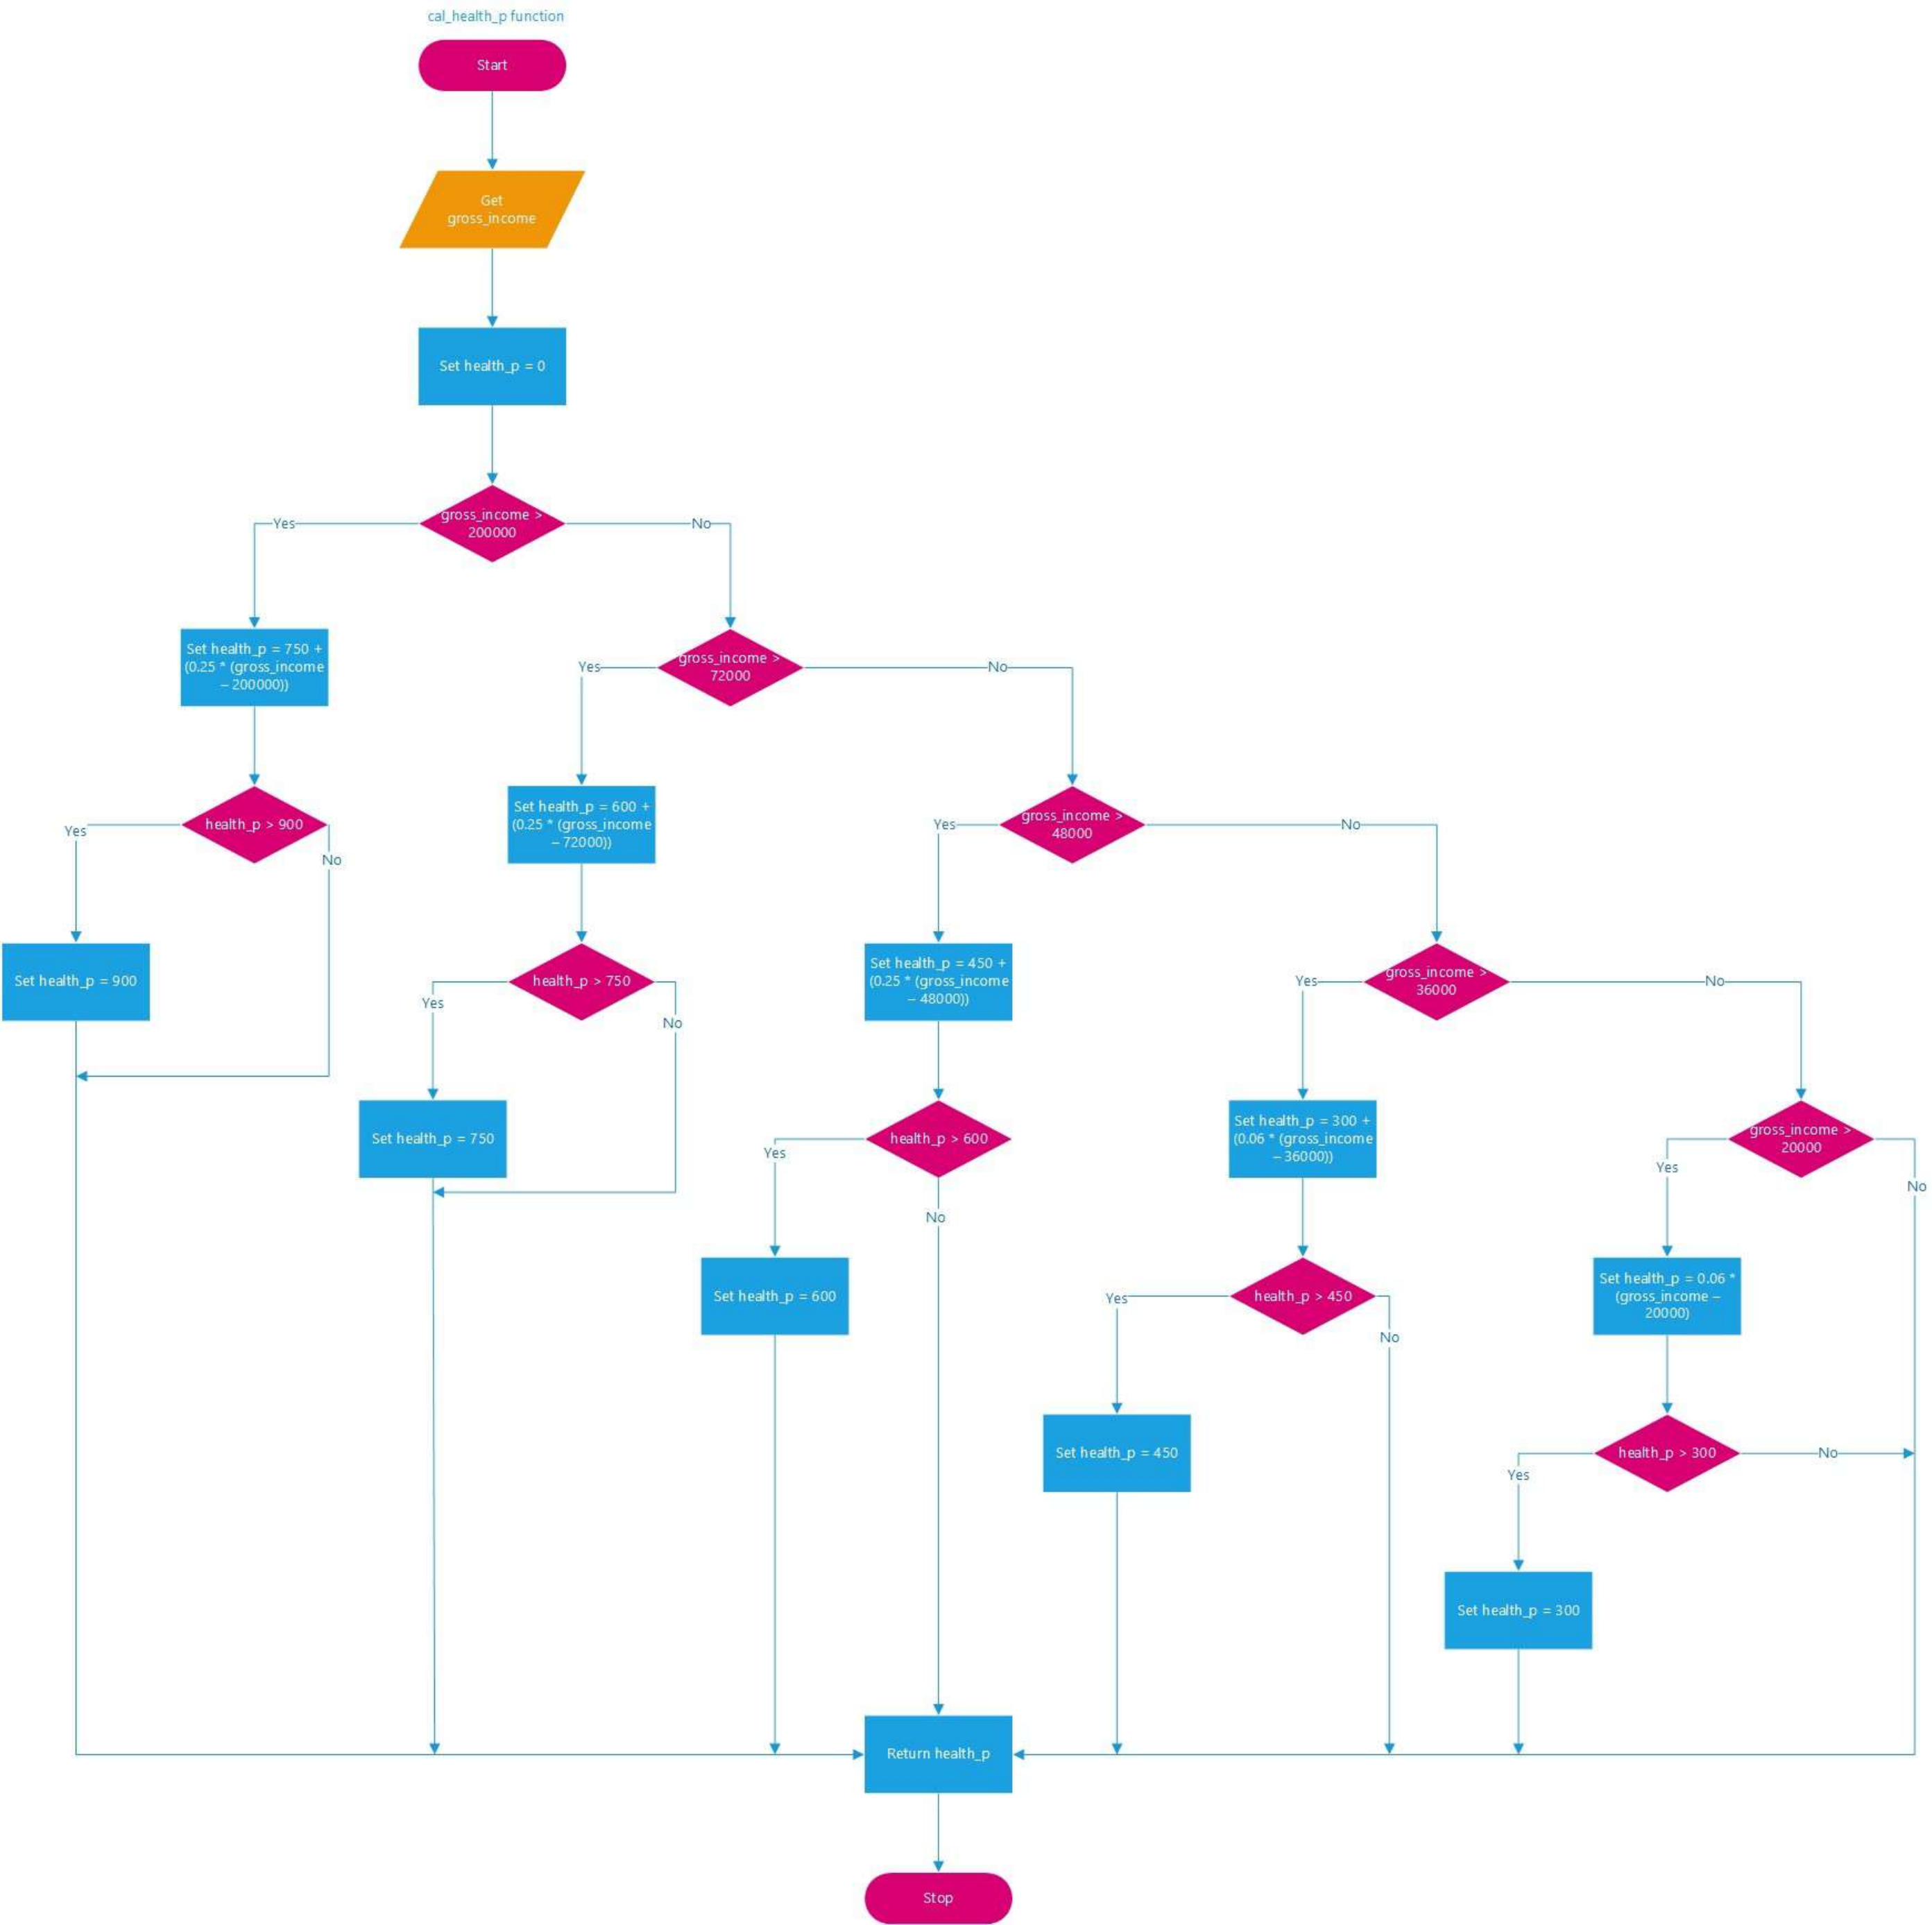 cal_health_p function
Start
Get
gross_income
Set health_p = 0
gross_income >
200000
Yes
No
Set health_p = 750 +
(0.25 * (gross_income
– 200000))
gross_income >
72000
Yes
No
health_p > 900
Yes
No
Set health_p = 600 +
(0.25 * (gross_income
– 72000))
gross_income >
48000
Yes
No
Set health_p = 900
health_p > 750
Yes
No
Set health_p = 450 +
(0.25 * (gross_income
– 48000))
gross_income >
36000
Yes
No
Set health_p = 750
health_p > 600
Yes
No
Set health_p = 300 +
(0.06 * (gross_income
– 36000))
gross_income >
20000
Yes
No
Set health_p = 600
health_p > 450
Yes
No
Set health_p = 0.06 *
(gross_income –
20000)
Set health_p = 450
health_p > 300
Yes
No
Set health_p = 300
Return health_p
Stop